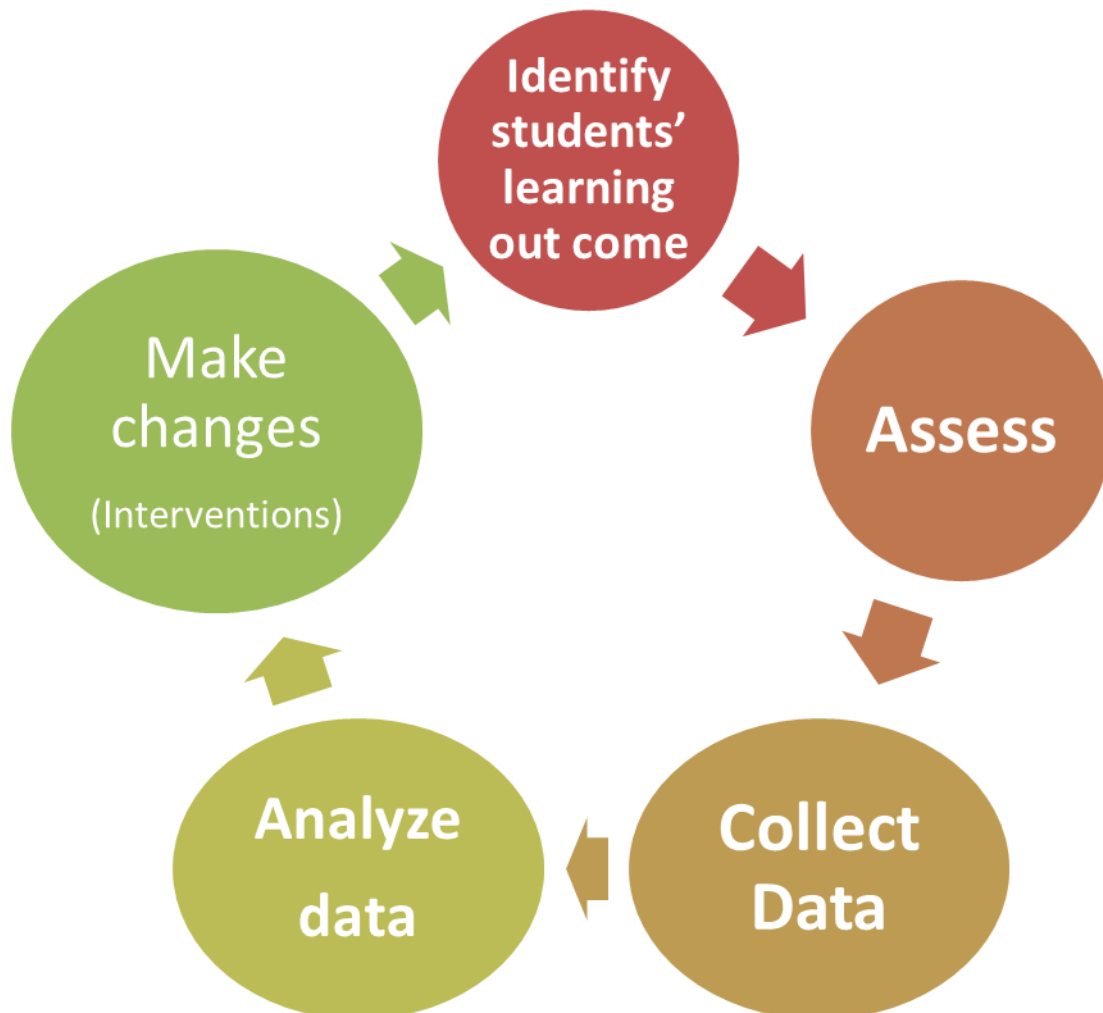 Identify
students’
learning
out come
Assess
Collect
Data
Analyze
data
Make
changes
(Interventions)